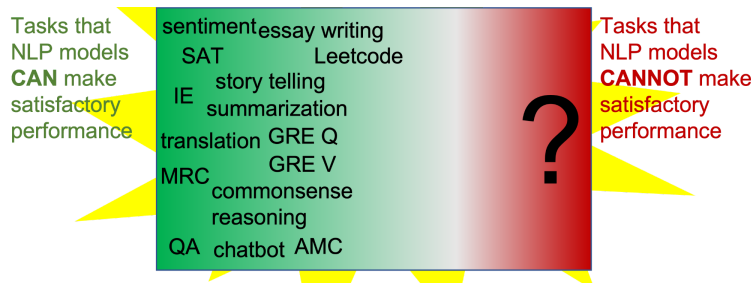 Tasks that
NLP models
CAN make
satisfactory
performance
sentiment essay writing
SAT Leetcode
story telling
IE
summarization
translation GRE Q
GRE V
MRC
commonsense
reasoning
QA chatbot AMC
?
Tasks that
NLP models
CANNOT make
satisfactory
performance